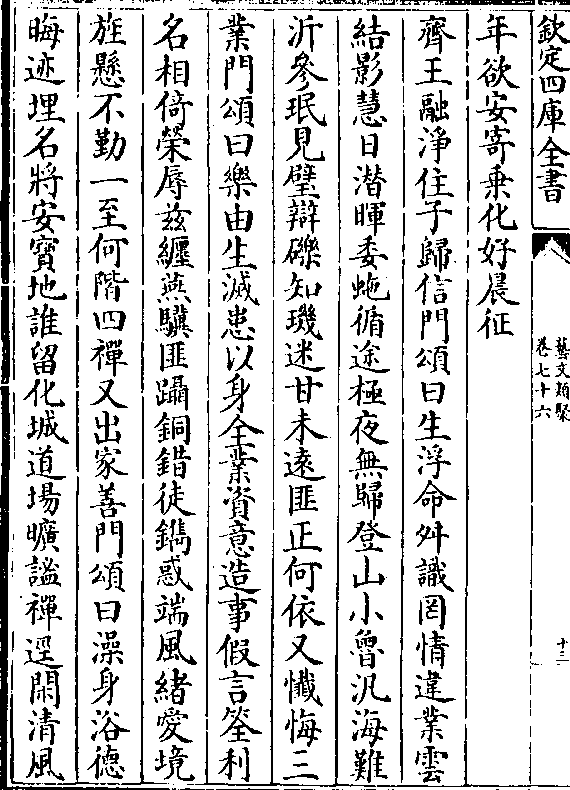 欽定四庫全書
藝文類聚
卷七十六
十三
年欲安寄乗化好晨征
齊王融淨住子歸信門頌曰生浮命舛識罔情違業雲
結影慧日潜暉委虵循途極夜無歸登山小魯汎海難
沂參珉見璧辯礫知璣迷甘未遠匪正何依又懺悔三
業門頌曰樂由生滅患以身全業資意造事假言筌利
名相倚榮辱兹纒燕驥匪躡銅錯徒鐫惑端風緒愛境
旌懸不勤一至何階四禪又出家善門頌曰澡身浴德
晦迹埋名將安寳地誰留化城道場曠謐禪逕閑清風